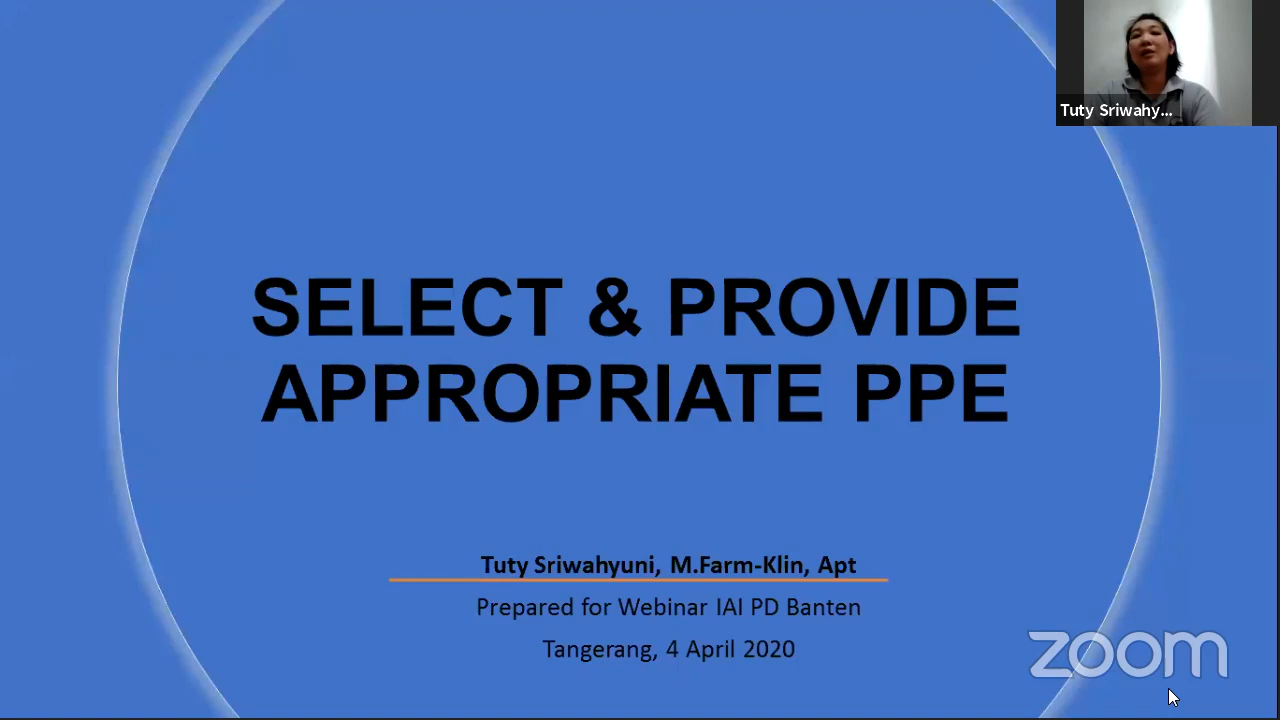 Tuty Sriwahy...
SELECT & PROVIDE
APPROPRIATE PPE
Tuty Sriwahyuni, M.Farm-Klin, Apt
Prepared for Webinar IAI PD Banten
Tangerang, 4 April 2020
zoom